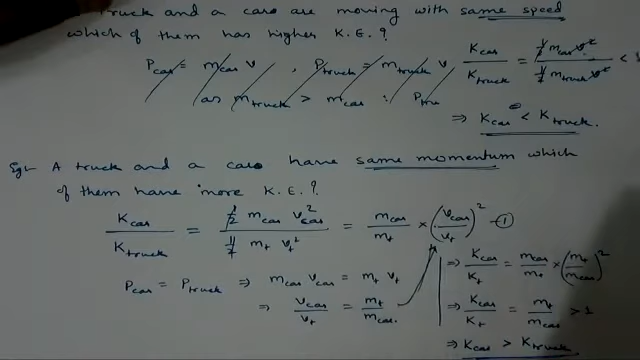 A truck and a car are moving with same speed
which of them has higher K.E.?
P_car = m_car v , P_truck = m_truck v
as m_truck > m_car ∴ P_tru
K_car/K_truck = ½ m_car v²/½ m_truck v² < 1
⇒ K_car < K_truck.
Eg:- A truck and a car have same momentum which
of them have more K.E.?
K_car/K_truck = ½ m_car v_car²/½ m_t v_t² = m_car/m_t × (v_car/v_t)² - ①
P_car = P_truck ⇒ m_car v_car = m_t v_t
⇒ v_car/v_t = m_t/m_car.
⇒ K_car/K_t = m_car/m_t × (m_t/m_car)²
⇒ K_car/K_t = m_t/m_car > 1
⇒ K_car > K_truck